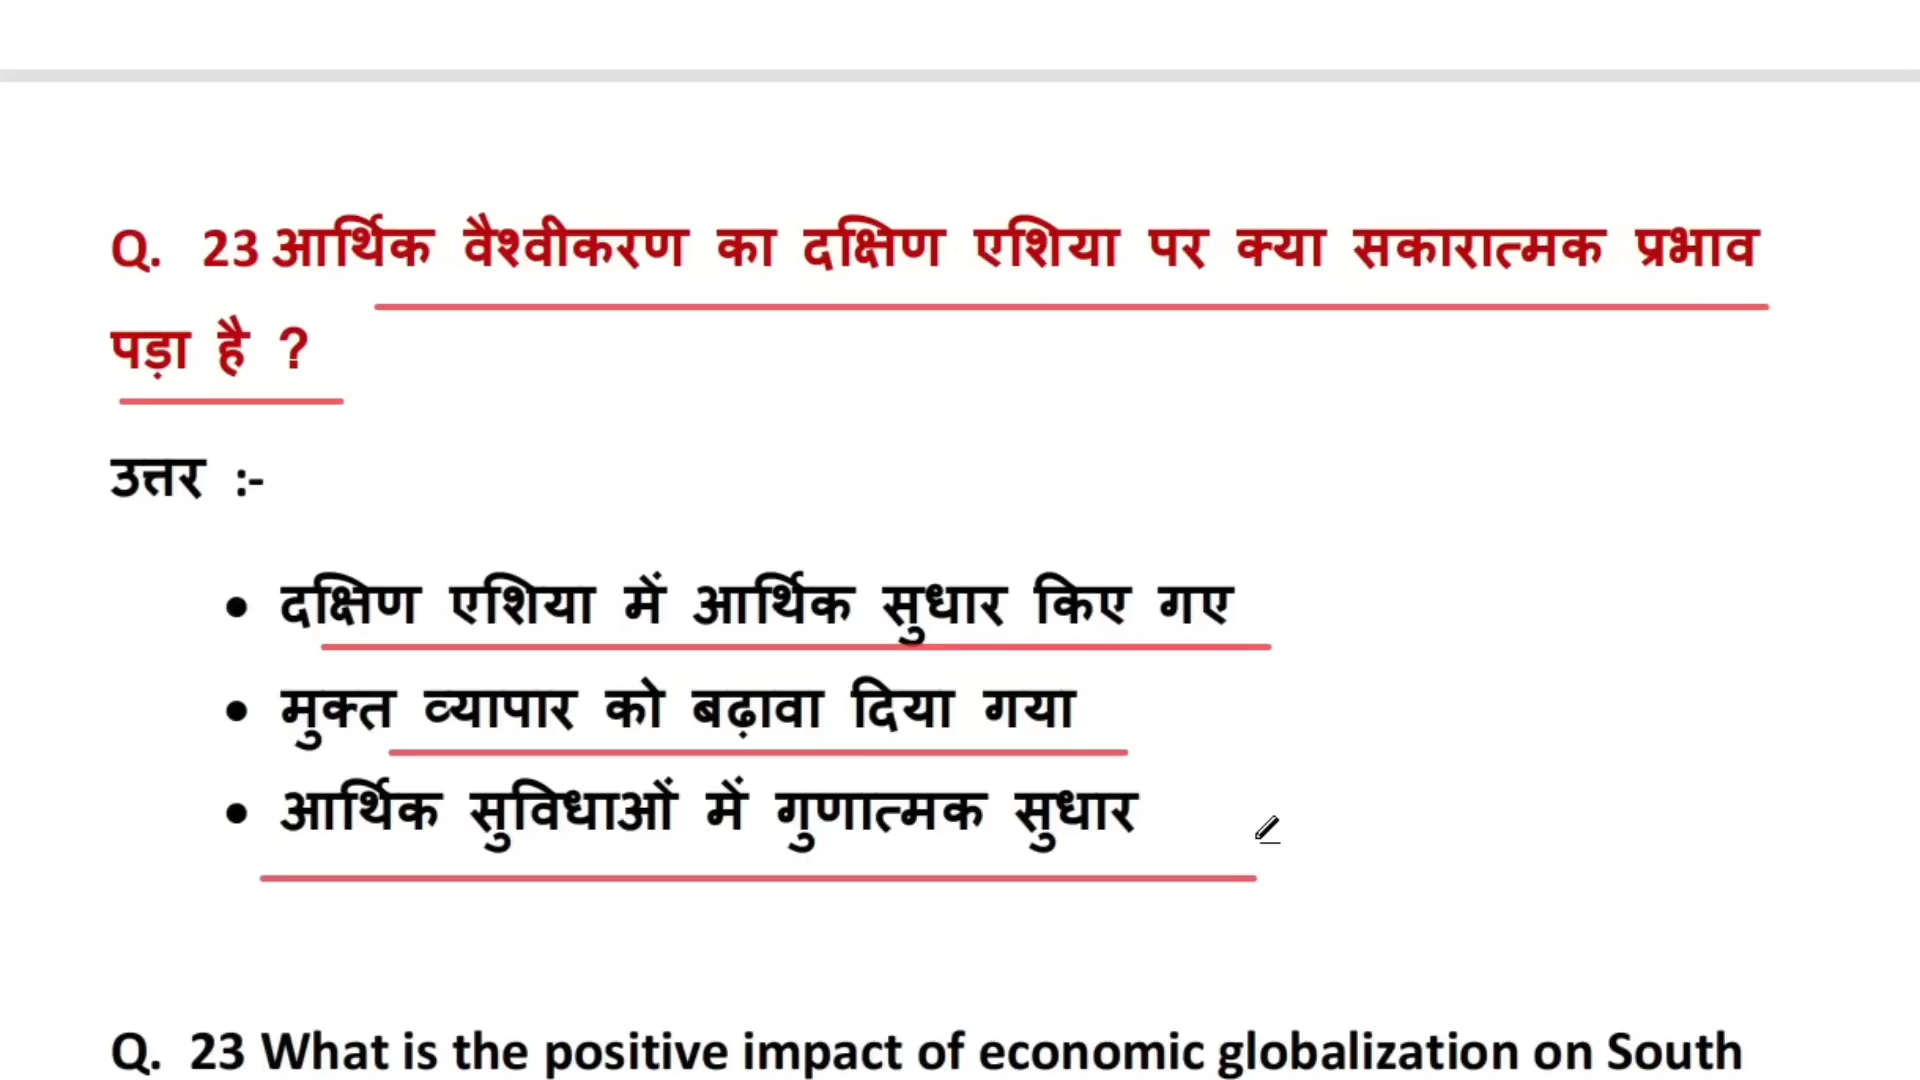 Q. 23 आर्थिक वैश्वीकरण का दक्षिण एशिया पर क्या सकारात्मक प्रभाव
पड़ा है ?
उत्तर :-
• दक्षिण एशिया में आर्थिक सुधार किए गए
• मुक्त व्यापार को बढ़ावा दिया गया
• आर्थिक सुविधाओं में गुणात्मक सुधार
Q. 23 What is the positive impact of economic globalization on South